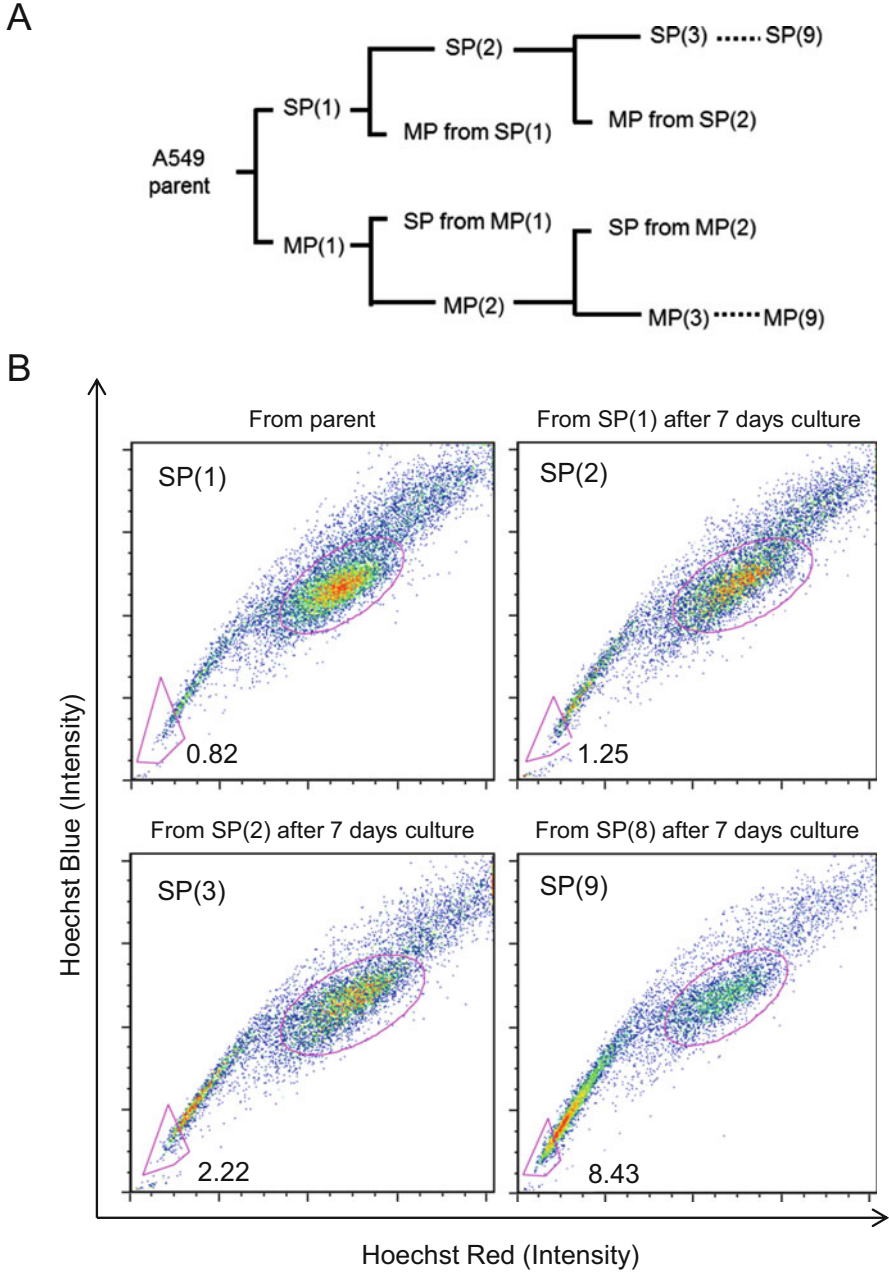 A
SP(3) SP(9)
SP(2)
SP(1)
MP from SP(1)
MP from SP(2)
A549
parent
SP from MP(1)
SP from MP(2)
MP(1)
MP(2)
MP(3) MP(9)
B
From parent
From SP(1) after 7 days culture
SP(1)
SP(2)
0.82
1.25
From SP(2) after 7 days culture
From SP(8) after 7 days culture
SP(3)
SP(9)
2.22
8.43
Hoechst Blue (Intensity)
Hoechst Red (Intensity)